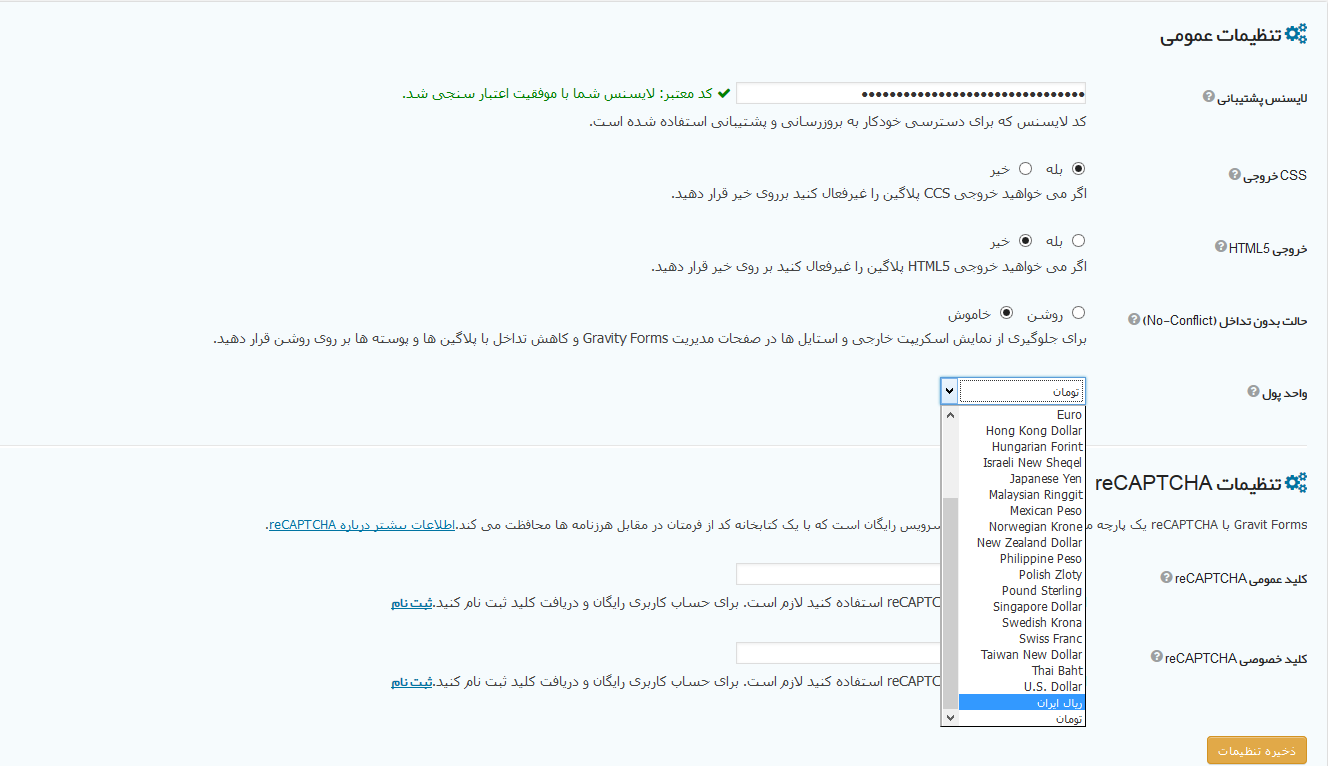 تنظیمات عمومی
لایسنس پشتیبانی
کد معتبر: لایسنس شما با موفقیت اعتبار سنجی شد.
کد لایسنس که برای دسترسی خودکار به بروزرسانی و پشتیبانی استفاده شده است.
CSS خروجی
بله خیر
اگر می خواهید خروجی CCS پلاگین را غیرفعال کنید برروی خیر قرار دهید.
خروجی HTML5
بله خیر
اگر می خواهید خروجی HTML5 پلاگین را غیرفعال کنید بر روی خیر قرار دهید.
حالت بدون تداخل (No-Conflict)
روشن خاموش
برای جلوگیری از نمایش اسکریپت خارجی و استایل ها در صفحات مدیریت Gravity Forms و کاهش تداخل با پلاگین ها و پوسته ها بر روی روشن قرار دهید.
واحد پول
تومان
Euro
Hong Kong Dollar
Hungarian Forint
Israeli New Sheqel
Japanese Yen
Malaysian Ringgit
Mexican Peso
Norwegian Krone
New Zealand Dollar
Philippine Peso
Polish Zloty
Pound Sterling
Singapore Dollar
Swedish Krona
Swiss Franc
Taiwan New Dollar
Thai Baht
U.S. Dollar
ریال ایران
تومان
تنظیمات reCAPTCHA
Gravit Forms با reCAPTCHA یک پارچه سرویس رایگان است که با یک کتابخانه کد از فرمتان در مقابل هرزنامه ها محافظت می کند.اطلاعات بیشتر درباره reCAPTCHA.
کلید عمومی reCAPTCHA
استفاده کنید لازم است. برای حساب کاربری رایگان و دریافت کلید ثبت نام کنید.ثبت نام
کلید خصوصی reCAPTCHA
استفاده کنید لازم است. برای حساب کاربری رایگان و دریافت کلید ثبت نام کنید.ثبت نام
ذخیره تنظیمات